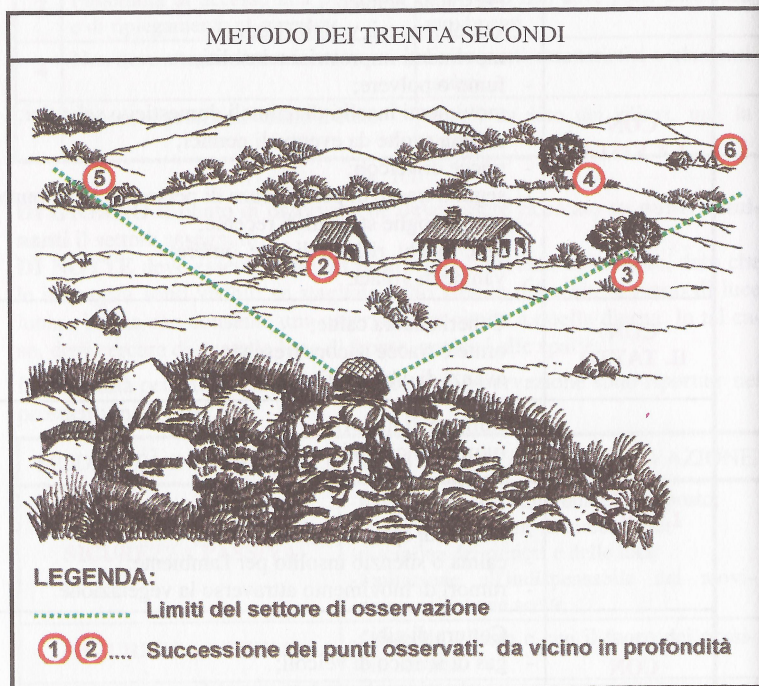 METODO DEI TRENTA SECONDI
5
6
4
2
1
3
LEGENDA:
Limiti del settore di osservazione
1 2.... Successione dei punti osservati: da vicino in profondità